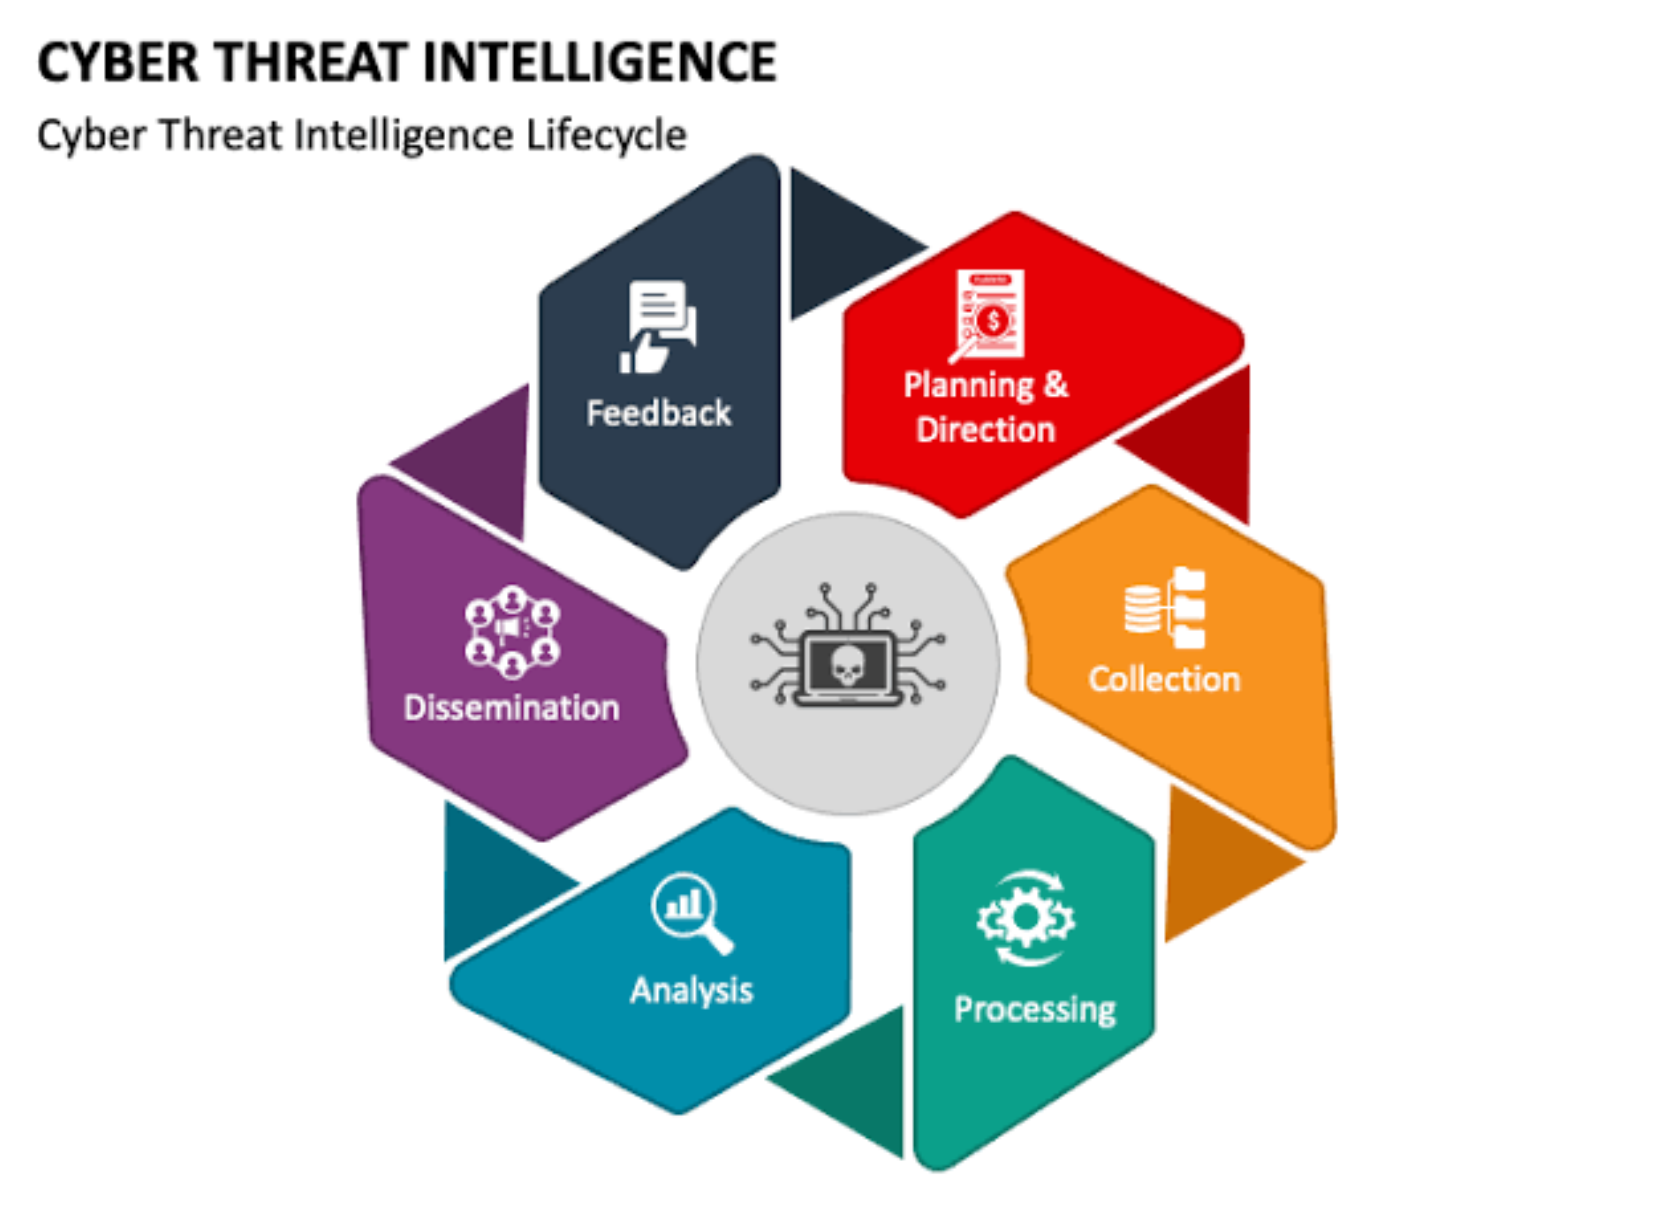 CYBER THREAT INTELLIGENCE
Cyber Threat Intelligence Lifecycle
Feedback
Planning &
Direction
Collection
Processing
Analysis
Dissemination
$